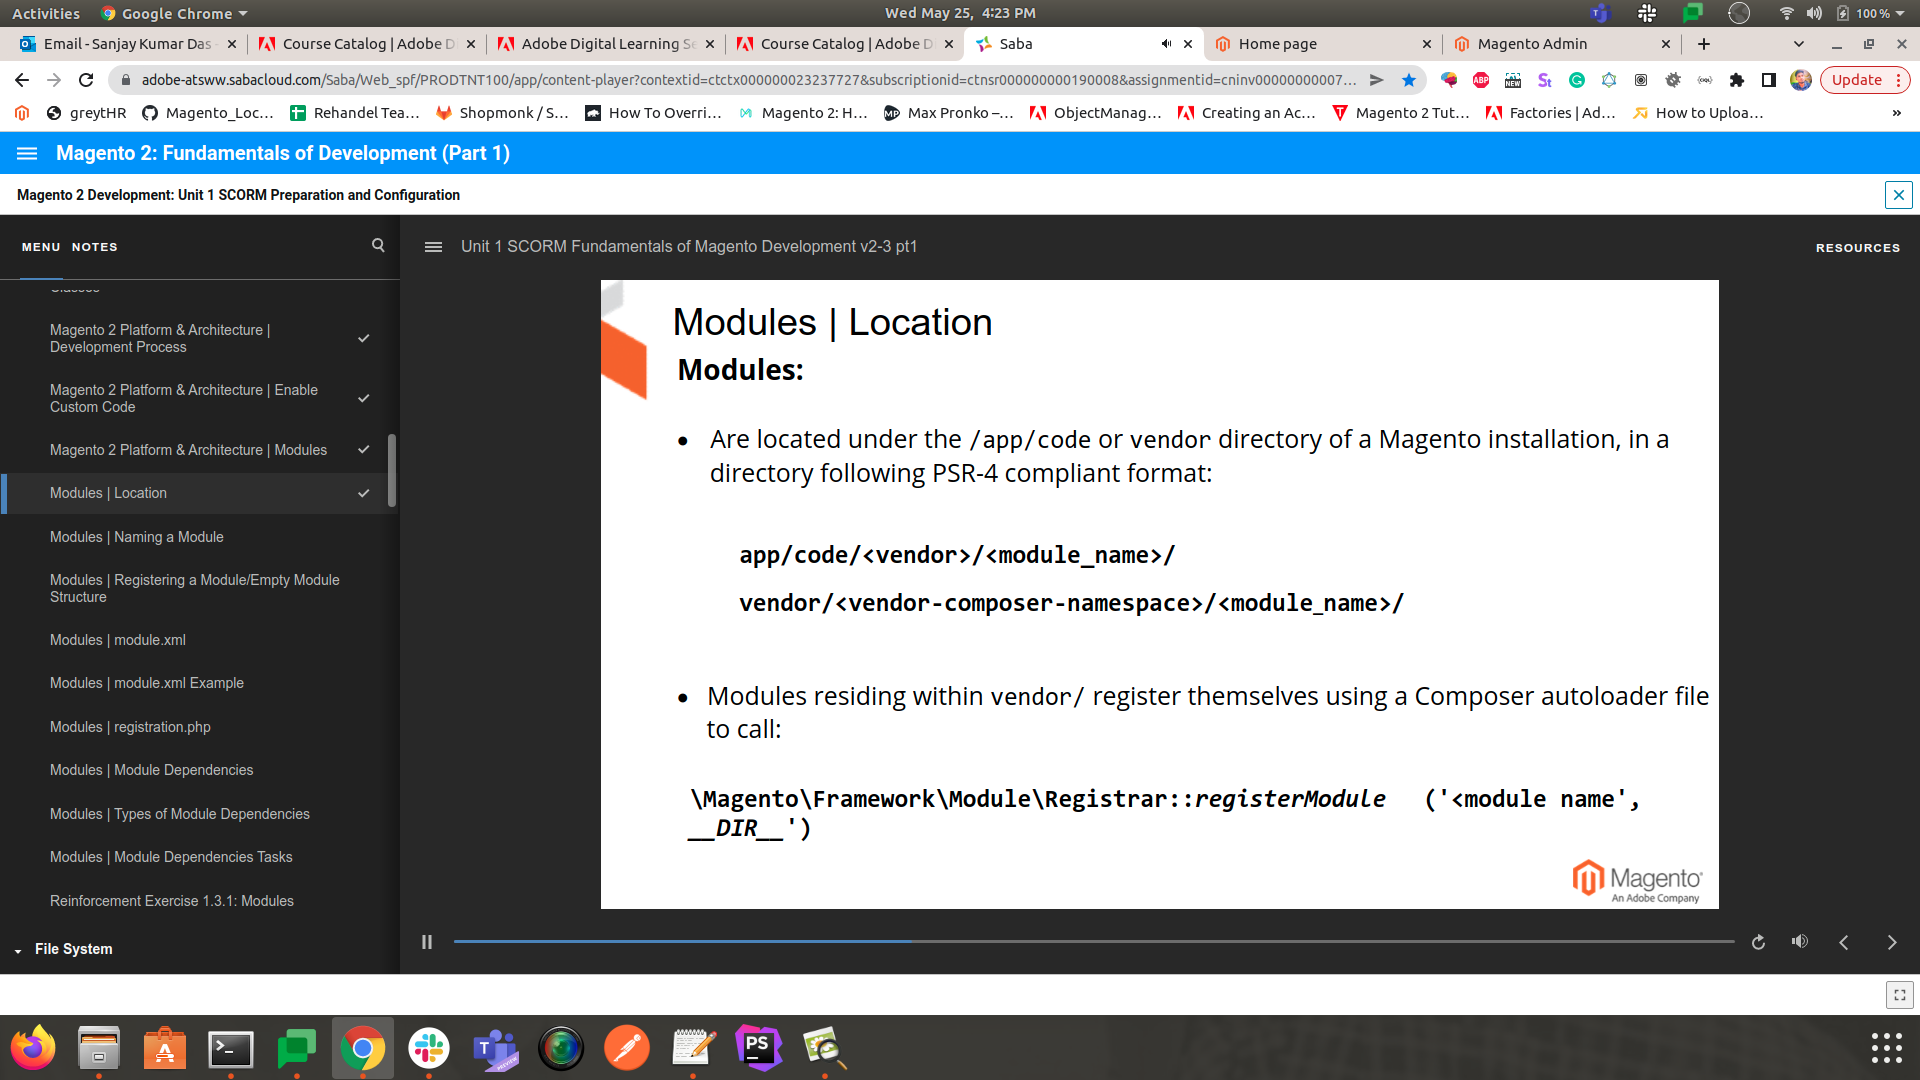 Activities
Google Chrome
Wed May 25, 4:23 PM
100 %
Email - Sanjay Kumar Das
Course Catalog | Adobe D
Adobe Digital Learning Se
Course Catalog | Adobe D
Saba
Home page
Magento Admin
adobe-atsww.sabacloud.com/Saba/Web_spf/PRODTNT100/app/content-player?contextid=ctctx000000023237727&subscriptionid=ctnsr000000000190008&assignmentid=cninv00000000007...
ABP
NEW
Update
greytHR
Magento_Loc...
Rehandel Tea...
Shopmonk / S...
How To Overri...
Magento 2: H...
Max Pronko –...
ObjectManag...
Creating an Ac...
Magento 2 Tut...
Factories | Ad...
How to Uploa...
»
Magento 2: Fundamentals of Development (Part 1)
Magento 2 Development: Unit 1 SCORM Preparation and Configuration
MENU
NOTES
Unit 1 SCORM Fundamentals of Magento Development v2-3 pt1
RESOURCES
Magento 2 Platform & Architecture |
Development Process
Magento 2 Platform & Architecture | Enable
Custom Code
Magento 2 Platform & Architecture | Modules
Modules | Location
Modules | Naming a Module
Modules | Registering a Module/Empty Module
Structure
Modules | module.xml
Modules | module.xml Example
Modules | registration.php
Modules | Module Dependencies
Modules | Types of Module Dependencies
Modules | Module Dependencies Tasks
Reinforcement Exercise 1.3.1: Modules
File System
Modules | Location
Modules:
• Are located under the /app/code or vendor directory of a Magento installation, in a
directory following PSR-4 compliant format:
app/code/<vendor>/<module_name>/
vendor/<vendor-composer-namespace>/<module_name>/
• Modules residing within vendor/ register themselves using a Composer autoloader file
to call:
\Magento\Framework\Module\Registrar::registerModule ('<module name',
__DIR__')
Magento
An Adobe Company
PS